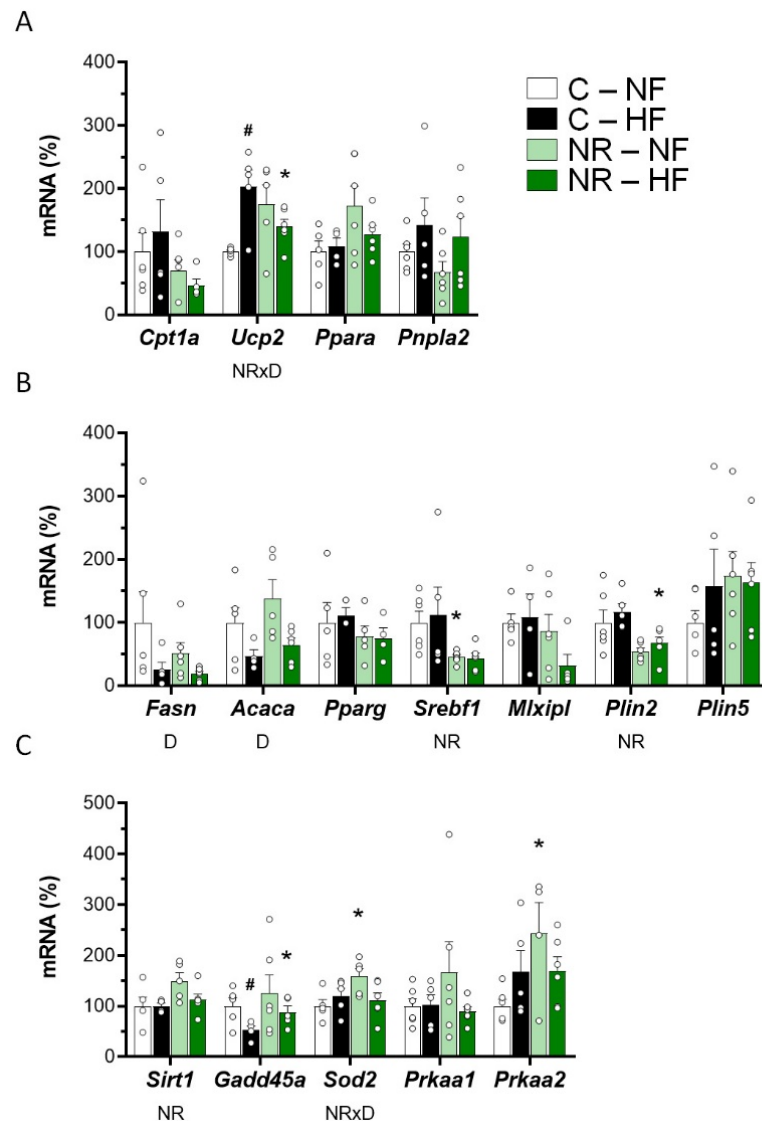 A
400
300
200
100
0
mRNA (%)
C – NF
C – HF
NR – NF
NR – HF
#
*
Cpt1a Ucp2 Ppara Pnpla2
NRxD
B
400
300
200
100
0
mRNA (%)
*
*
Fasn Acaca Pparg Srebf1 Mlxipl Plin2 Plin5
D D NR NR
C
500
400
300
200
100
0
mRNA (%)
#
*
*
*
Sirt1 Gadd45a Sod2 Prkaa1 Prkaa2
NR NRxD